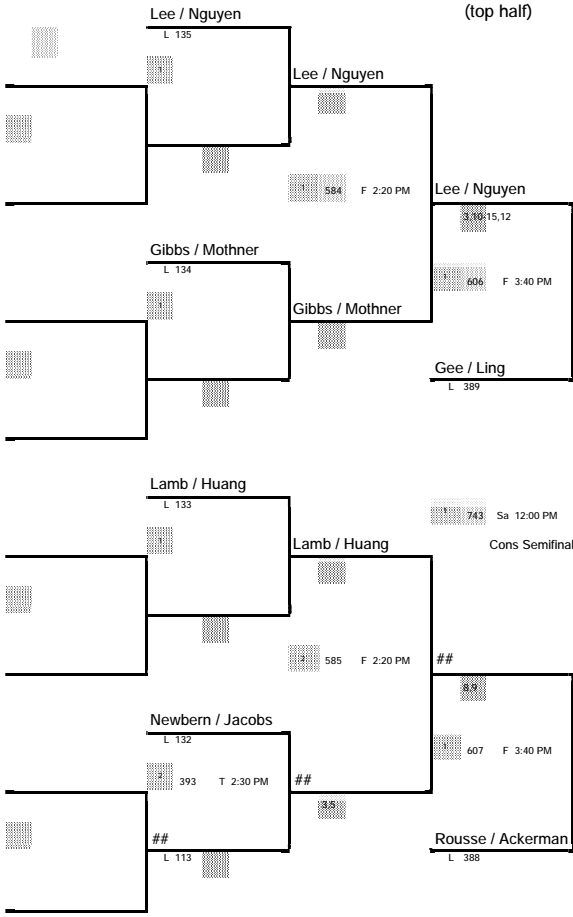 Lee / Nguyen
(top half)
L 135
1
Lee / Nguyen
1 584 F 2:20 PM
Lee / Nguyen
3,10-15,12
Gibbs / Mothner
L 134
1
1 606 F 3:40 PM
Gibbs / Mothner
Gee / Ling
L 389
Lamb / Huang
L 133
1 743 Sa 12:00 PM
1
Lamb / Huang
Cons Semifinal
2 585 F 2:20 PM
##
8,9
Newbern / Jacobs
L 132
1 607 F 3:40 PM
2 393 T 2:30 PM
##
3,5
##
L 113
Rousse / Ackerman
L 388